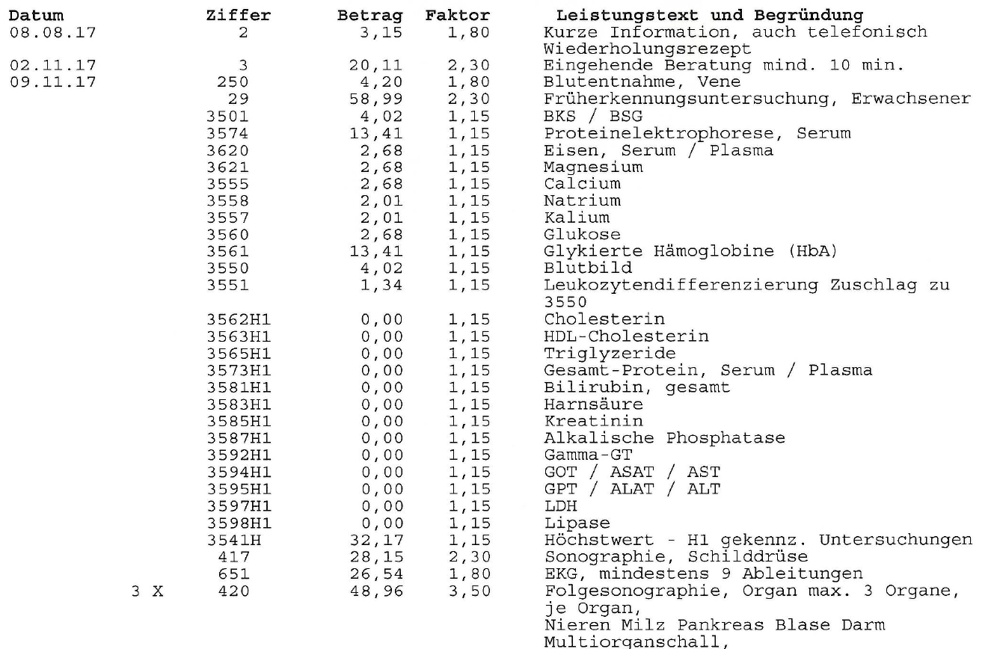 Datum Ziffer Betrag Faktor Leistungstext und Begründung
08.08.17 2 3,15 1,80 Kurze Information, auch telefonisch
Wiederholungsrezept
02.11.17 3 20,11 2,30 Eingehende Beratung mind. 10 min.
09.11.17 250 4,20 1,80 Blutentnahme, Vene
29 58,99 2,30 Früherkennungsuntersuchung, Erwachsener
3501 4,02 1,15 BKS / BSG
3574 13,41 1,15 Proteinelektrophorese, Serum
3620 2,68 1,15 Eisen, Serum / Plasma
3621 2,68 1,15 Magnesium
3555 2,68 1,15 Calcium
3558 2,01 1,15 Natrium
3557 2,01 1,15 Kalium
3560 2,68 1,15 Glukose
3561 13,41 1,15 Glykierte Hämoglobine (HbA)
3550 4,02 1,15 Blutbild
3551 1,34 1,15 Leukozytendifferenzierung Zuschlag zu
3550
3562H1 0,00 1,15 Cholesterin
3563H1 0,00 1,15 HDL-Cholesterin
3565H1 0,00 1,15 Triglyzeride
3573H1 0,00 1,15 Gesamt-Protein, Serum / Plasma
3581H1 0,00 1,15 Bilirubin, gesamt
3583H1 0,00 1,15 Harnsäure
3585H1 0,00 1,15 Kreatinin
3587H1 0,00 1,15 Alkalische Phosphatase
3592H1 0,00 1,15 Gamma-GT
3594H1 0,00 1,15 GOT / ASAT / AST
3595H1 0,00 1,15 GPT / ALAT / ALT
3597H1 0,00 1,15 LDH
3598H1 0,00 1,15 Lipase
3541H 32,17 1,15 Höchstwert - H1 gekennz. Untersuchungen
417 28,15 2,30 Sonographie, Schilddrüse
651 26,54 1,80 EKG, mindestens 9 Ableitungen
3 X 420 48,96 3,50 Folgesonographie, Organ max. 3 Organe,
je Organ,
Nieren Milz Pankreas Blase Darm
Multiorganschall,